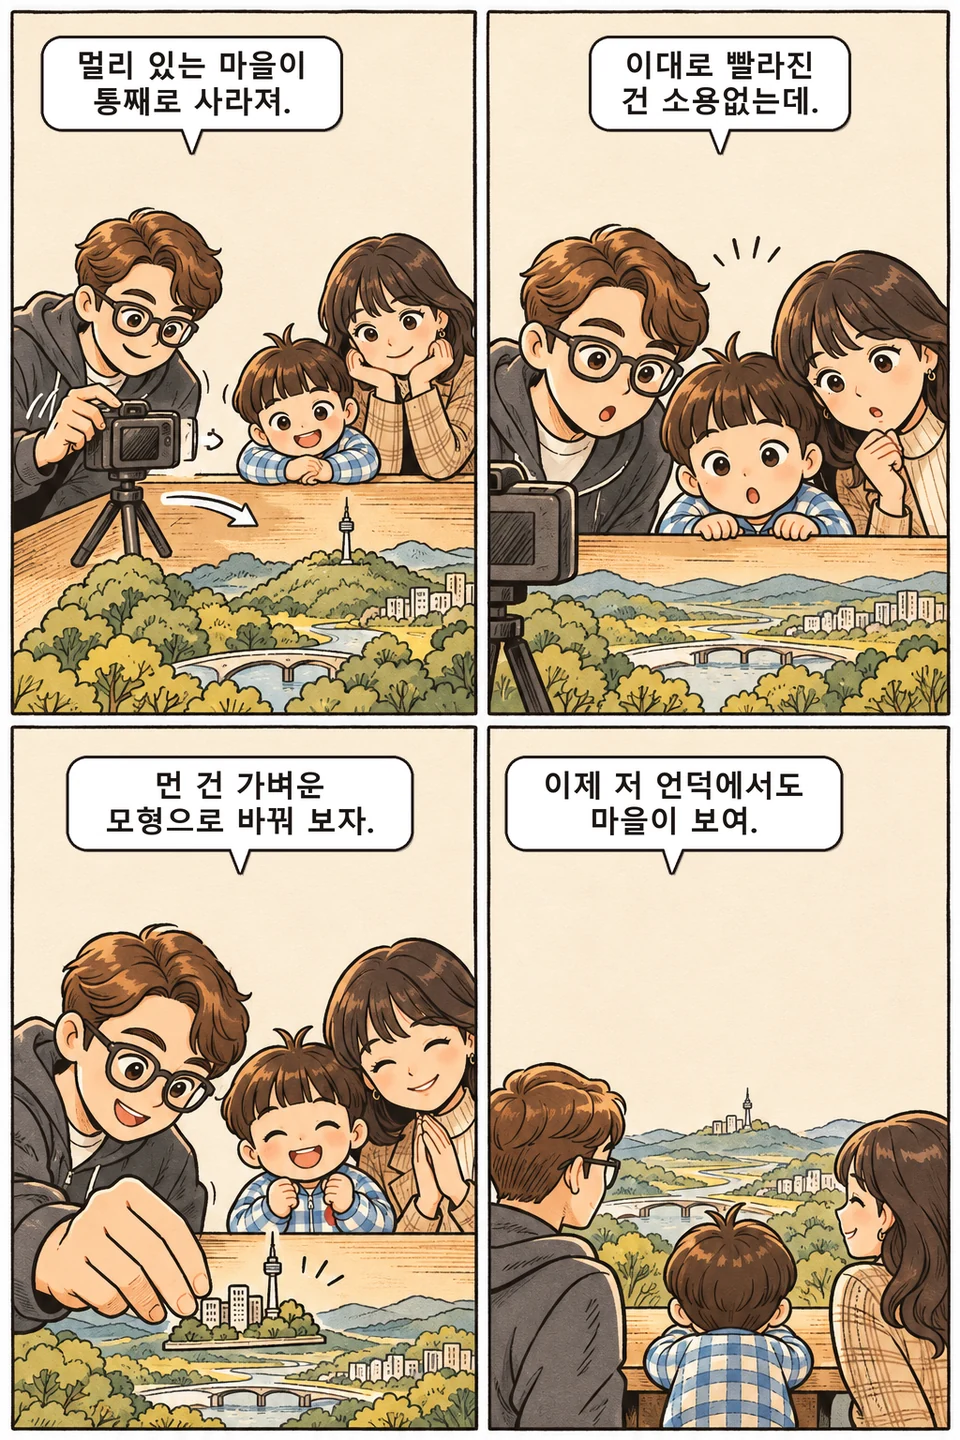 멀리 있는 마을이
통째로 사라져.
이대로 빨라진
건 소용없는데.
먼 건 가벼운
모형으로 바꿔 보자.
이제 저 언덕에서도
마을이 보여.